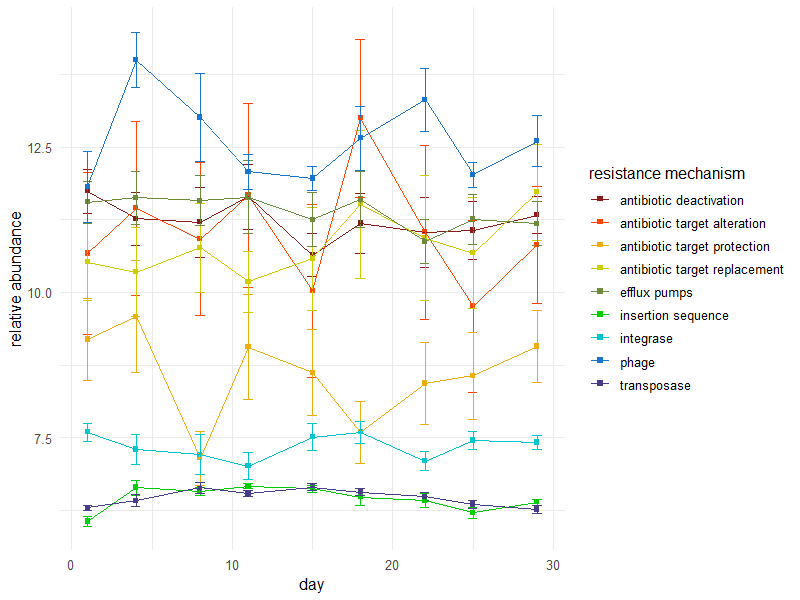 relative abundance
12.5
10.0
7.5
0
10
20
30
day
resistance mechanism
antibiotic deactivation
antibiotic target alteration
antibiotic target protection
antibiotic target replacement
efflux pumps
insertion sequence
integrase
phage
transposase